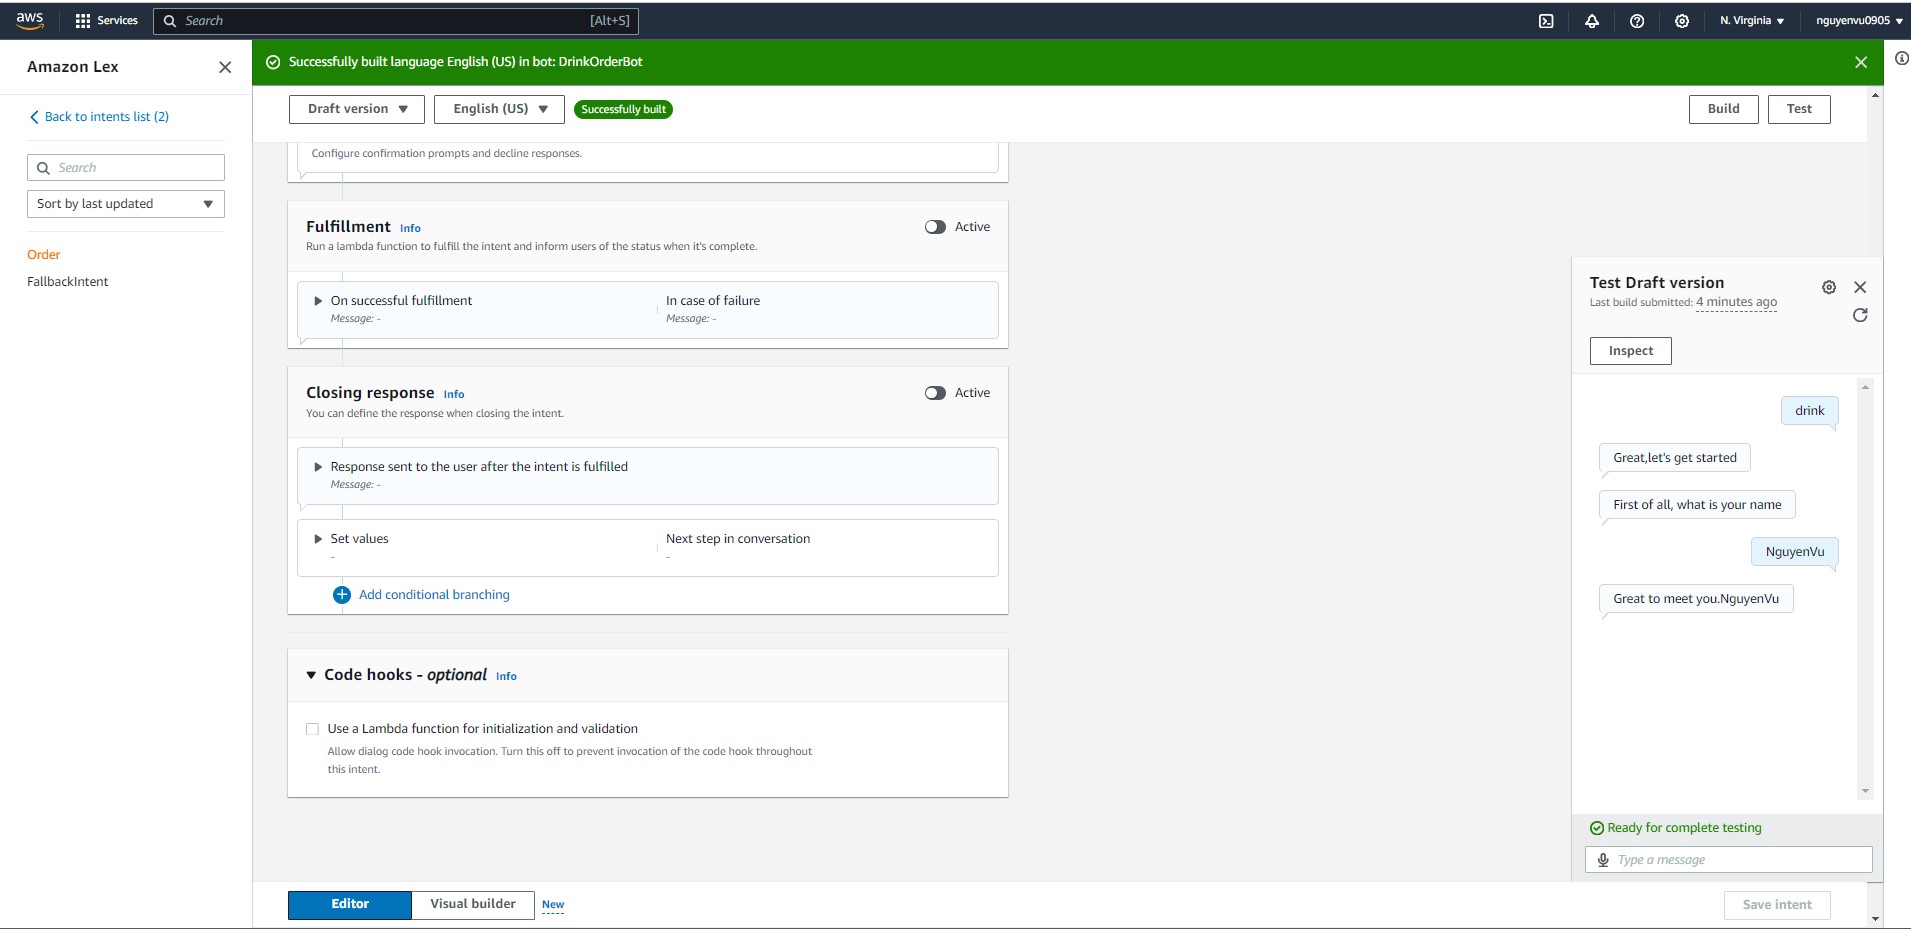 aws
Services
Search
[Alt+S]
N. Virginia
nguyenvu0905
Amazon Lex
Back to intents list (2)
Search
Sort by last updated
Order
FallbackIntent
Successfully built language English (US) in bot: DrinkOrderBot
Draft version
English (US)
Successfully built
Build
Test
Configure confirmation prompts and decline responses.
Fulfillment Info
Active
Run a lambda function to fulfill the intent and inform users of the status when it's complete.
On successful fulfillment
Message: -
In case of failure
Message: -
Closing response Info
Active
You can define the response when closing the intent.
Response sent to the user after the intent is fulfilled
Message: -
Set values
-
Next step in conversation
-
Add conditional branching
Code hooks - optional Info
Use a Lambda function for initialization and validation
Allow dialog code hook invocation. Turn this off to prevent invocation of the code hook throughout
this intent.
Editor
Visual builder
New
Save intent
Test Draft version
Last build submitted: 4 minutes ago
Inspect
drink
Great,let's get started
First of all, what is your name
NguyenVu
Great to meet you.NguyenVu
Ready for complete testing
Type a message